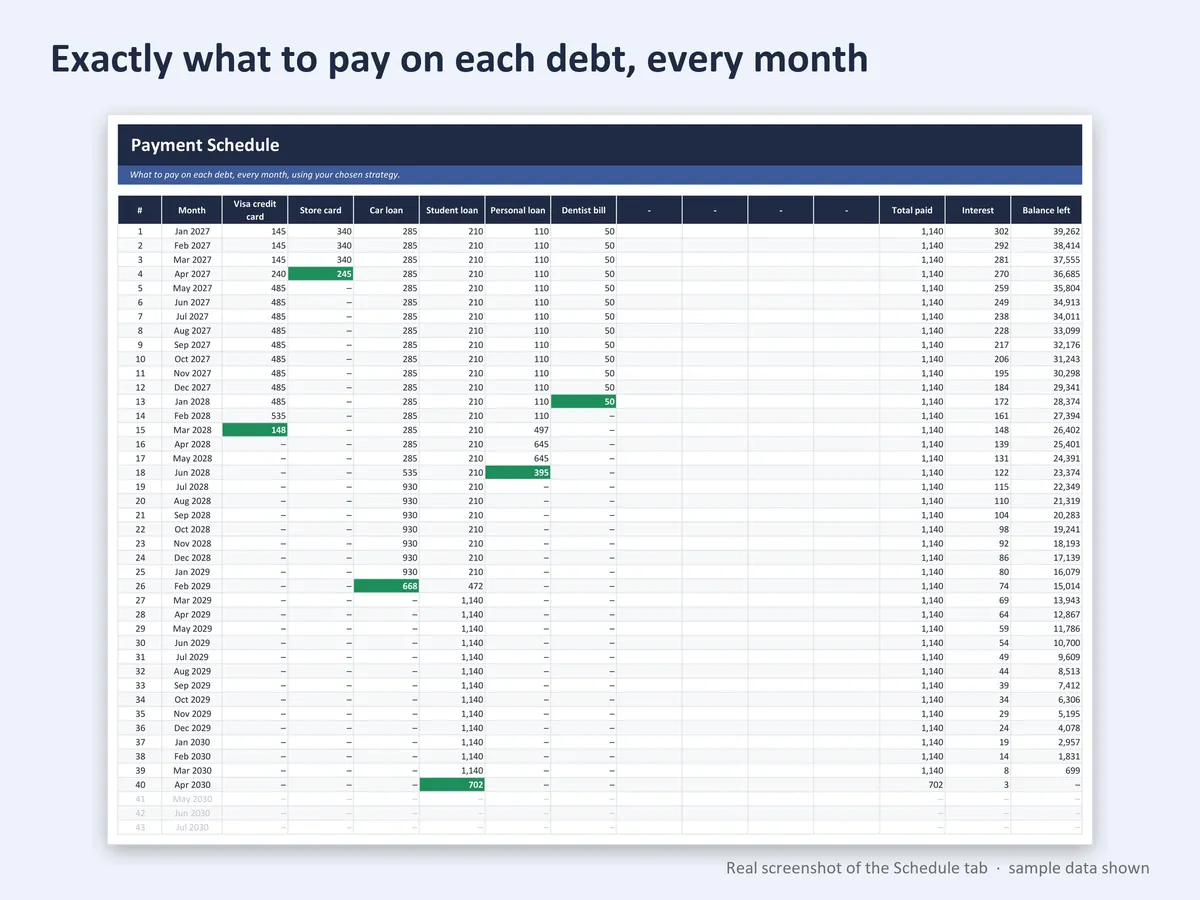 Exactly what to pay on each debt, every month
Payment Schedule
What to pay on each debt, every month, using your chosen strategy.
# Month Visa credit card Store card Car loan Student loan Personal loan Dentist bill - - - - Total paid Interest Balance left
1 Jan 2027 145 340 285 210 110 50 1,140 302 39,262
2 Feb 2027 145 340 285 210 110 50 1,140 292 38,414
3 Mar 2027 145 340 285 210 110 50 1,140 281 37,555
4 Apr 2027 240 245 285 210 110 50 1,140 270 36,685
5 May 2027 485 – 285 210 110 50 1,140 259 35,804
6 Jun 2027 485 – 285 210 110 50 1,140 249 34,913
7 Jul 2027 485 – 285 210 110 50 1,140 238 34,011
8 Aug 2027 485 – 285 210 110 50 1,140 228 33,099
9 Sep 2027 485 – 285 210 110 50 1,140 217 32,176
10 Oct 2027 485 – 285 210 110 50 1,140 206 31,243
11 Nov 2027 485 – 285 210 110 50 1,140 195 30,298
12 Dec 2027 485 – 285 210 110 50 1,140 184 29,341
13 Jan 2028 485 – 285 210 110 50 1,140 172 28,374
14 Feb 2028 535 – 285 210 110 – 1,140 161 27,394
15 Mar 2028 148 – 285 210 497 – 1,140 148 26,402
16 Apr 2028 – – 285 210 645 – 1,140 139 25,401
17 May 2028 – – 285 210 645 – 1,140 131 24,391
18 Jun 2028 – – 535 210 395 – 1,140 122 23,374
19 Jul 2028 – – 930 210 – – 1,140 115 22,349
20 Aug 2028 – – 930 210 – – 1,140 110 21,319
21 Sep 2028 – – 930 210 – – 1,140 104 20,283
22 Oct 2028 – – 930 210 – – 1,140 98 19,241
23 Nov 2028 – – 930 210 – – 1,140 92 18,193
24 Dec 2028 – – 930 210 – – 1,140 86 17,139
25 Jan 2029 – – 930 210 – – 1,140 80 16,079
26 Feb 2029 – – 668 472 – – 1,140 74 15,014
27 Mar 2029 – – – 1,140 – – 1,140 69 13,943
28 Apr 2029 – – – 1,140 – – 1,140 64 12,867
29 May 2029 – – – 1,140 – – 1,140 59 11,786
30 Jun 2029 – – – 1,140 – – 1,140 54 10,700
31 Jul 2029 – – – 1,140 – – 1,140 49 9,609
32 Aug 2029 – – – 1,140 – – 1,140 44 8,513
33 Sep 2029 – – – 1,140 – – 1,140 39 7,412
34 Oct 2029 – – – 1,140 – – 1,140 34 6,306
35 Nov 2029 – – – 1,140 – – 1,140 29 5,195
36 Dec 2029 – – – 1,140 – – 1,140 24 4,078
37 Jan 2030 – – – 1,140 – – 1,140 19 2,957
38 Feb 2030 – – – 1,140 – – 1,140 14 1,831
39 Mar 2030 – – – 1,140 – – 1,140 8 699
40 Apr 2030 – – – 702 – – 702 3 –
41 May 2030 – – – – – – – – –
42 Jun 2030 – – – – – – – – –
43 Jul 2030 – – – – – – – – –
Real screenshot of the Schedule tab · sample data shown